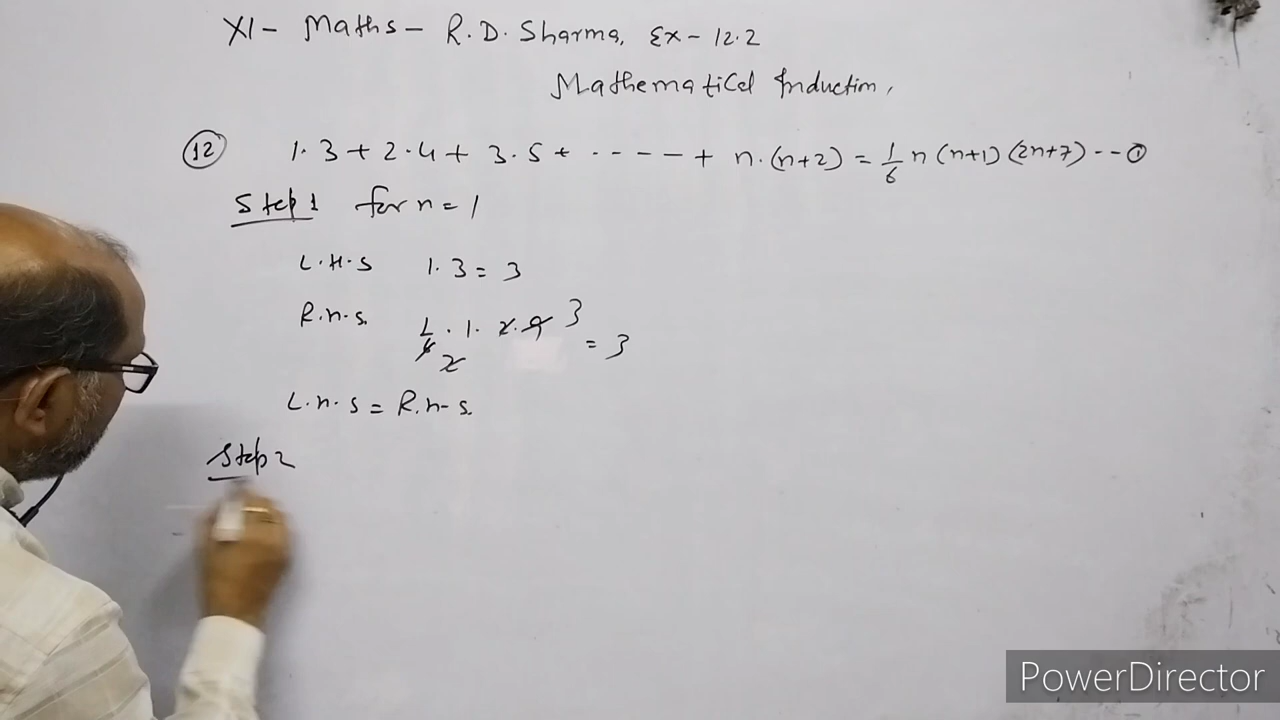 XI - Maths - R.D. Sharma, Ex - 12.2
Mathematical Induction,
12 1.3 + 2.4 + 3.5 + ----- + n.(n+2) = 1/6 n (n+1) (2n+7) -- ①
Step 1 for n = 1
L.H.S 1.3 = 3
R.H.S. 1/6 . 1. 2. 9 3 = 3
2
L.H.S = R.H.S.
Step 2
PowerDirector